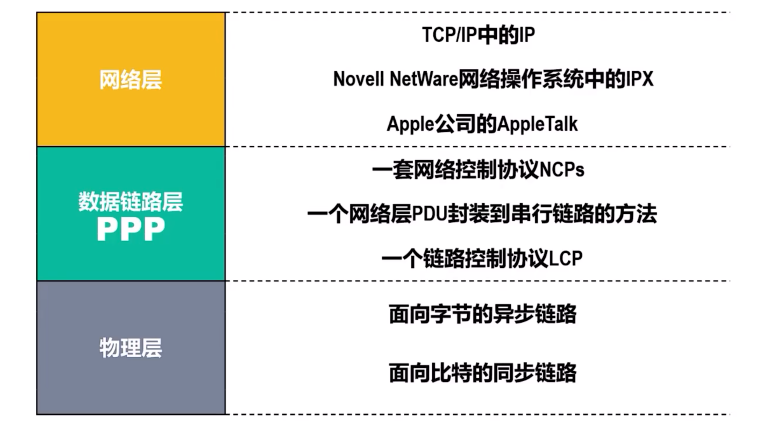 网络层
TCP/IP中的IP
Novell NetWare网络操作系统中的IPX
Apple公司的AppleTalk
数据链路层
PPP
一套网络控制协议NCPs
一个网络层PDU封装到串行链路的方法
一个链路控制协议LCP
物理层
面向字节的异步链路
面向比特的同步链路